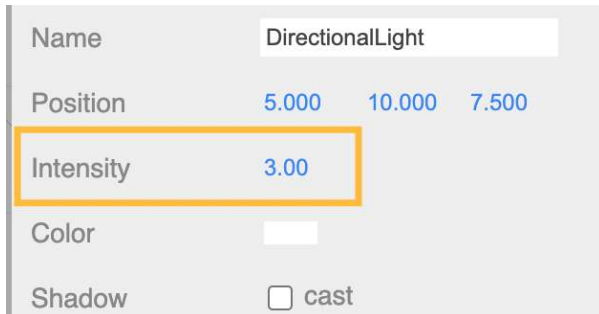 Name DirectionalLight
Position 5.000 10.000 7.500
Intensity 3.00
Color
Shadow cast